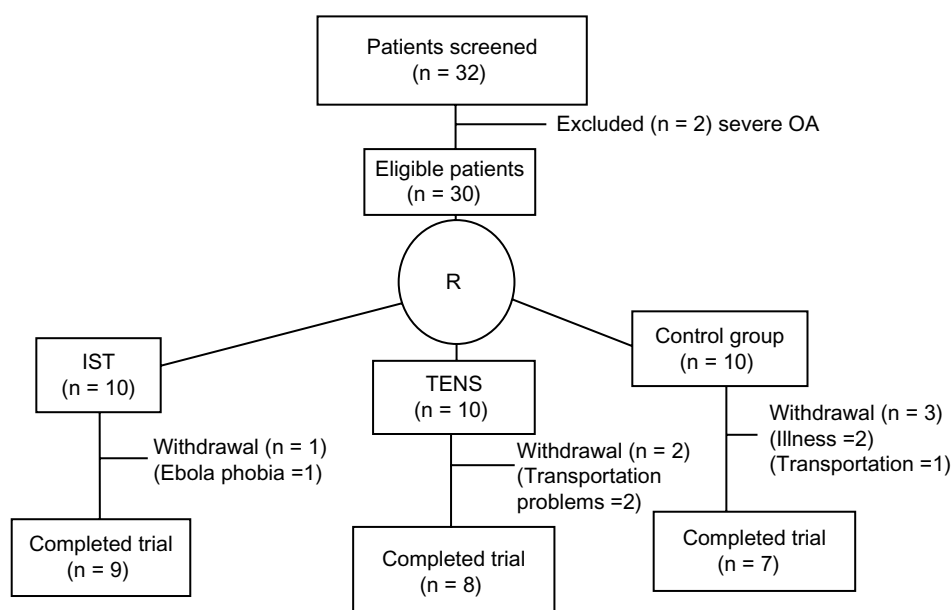 Patients screened
(n = 32)
Excluded (n = 2) severe OA
Eligible patients
(n = 30)
R
IST
(n = 10)
TENS
(n = 10)
Control group
(n = 10)
Withdrawal (n = 1)
(Ebola phobia =1)
Withdrawal (n = 2)
(Transportation
problems =2)
Withdrawal (n = 3)
(Illness =2)
(Transportation =1)
Completed trial
(n = 9)
Completed trial
(n = 8)
Completed trial
(n = 7)